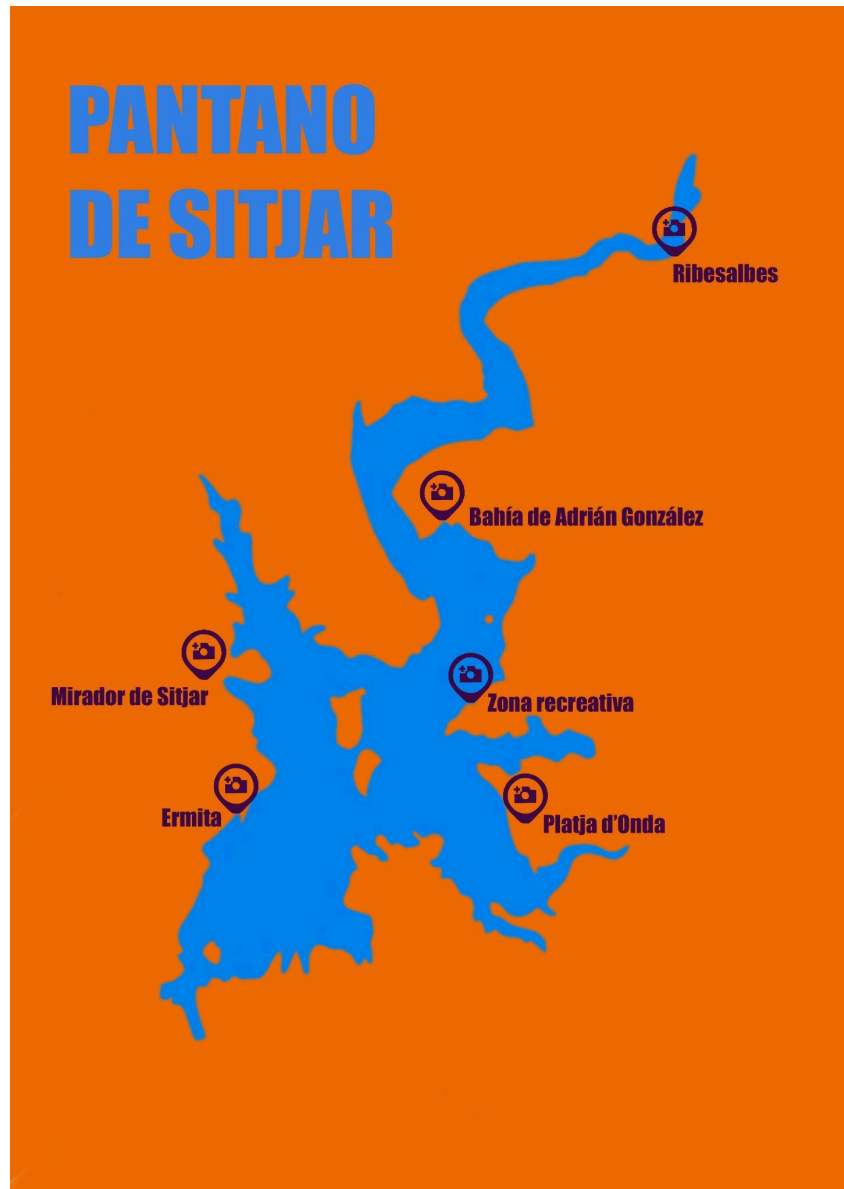 PANTANO
DE SITJAR
Ribesalbes
Bahía de Adrián González
Mirador de Sitjar
Zona recreativa
Ermita
Platja d'Onda